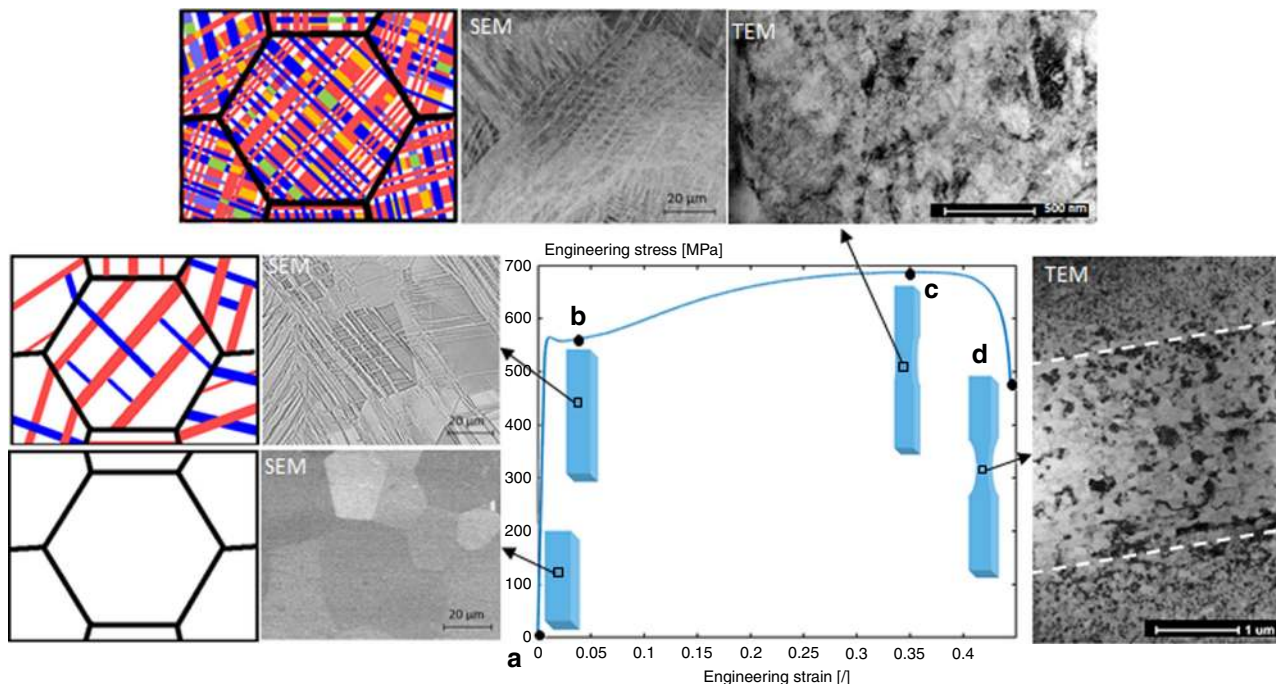 SEM
20 µm
TEM
500 nm
SEM
20 µm
SEM
20 µm
Engineering stress [MPa]
700
600
500
400
300
200
100
0
a
b
c
d
0
0.05
0.1
0.15
0.2
0.25
0.3
0.35
0.4
Engineering strain [/]
TEM
1 um